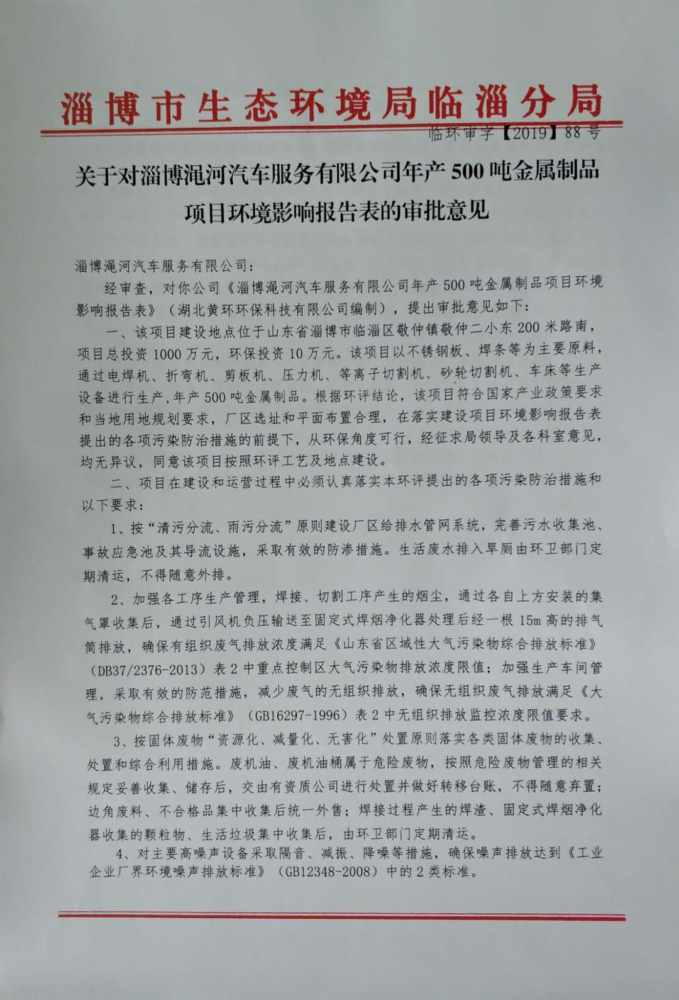 淄博市生态环境局临淄分局
临环审字【2019】88 号
关于对淄博渑河汽车服务有限公司年产 500 吨金属制品
项目环境影响报告表的审批意见
淄博渑河汽车服务有限公司：
经审查，对你公司《淄博渑河汽车服务有限公司年产 500 吨金属制品项目环境
影响报告表》（湖北黄环环保科技有限公司编制），提出审批意见如下：
一、该项目建设地点位于山东省淄博市临淄区敬仲镇敬仲二小东 200 米路南，
项目总投资 1000 万元，环保投资 10 万元。该项目以不锈钢板、焊条等为主要原料，
通过电焊机、折弯机、剪板机、压力机、等离子切割机、砂轮切割机、车床等生产
设备进行生产,年产 500 吨金属制品。根据环评结论，该项目符合国家产业政策要求
和当地用地规划要求，厂区选址和平面布置合理，在落实建设项目环境影响报告表
提出的各项污染防治措施的前提下，从环保角度可行，经征求局领导及各科室意见，
均无异议，同意该项目按照环评工艺及地点建设。
二、项目在建设和运营过程中必须认真落实本环评提出的各项污染防治措施和
以下要求：
1、按“清污分流、雨污分流”原则建设厂区给排水管网系统，完善污水收集池、
事故应急池及其导流设施，采取有效的防渗措施。生活废水排入旱厕由环卫部门定
期清运，不得随意外排。
2、加强各工序生产管理，焊接、切割工序产生的烟尘，通过各自上方安装的集
气罩收集后，通过引风机负压输送至固定式焊烟净化器处理后经一根 15m 高的排气
筒排放，确保有组织废气排放浓度满足《山东省区域性大气污染物综合排放标准》
（DB37/2376-2013）表 2 中重点控制区大气污染物排放浓度限值；加强生产车间管
理，采取有效的防范措施，减少废气的无组织排放，确保无组织废气排放满足《大
气污染物综合排放标准》（GB16297-1996）表 2 中无组织排放监控浓度限值要求。
3、按固体废物“资源化、减量化、无害化”处置原则落实各类固体废物的收集、
处置和综合利用措施。废机油、废机油桶属于危险废物，按照危险废物管理的相关
规定妥善收集、储存后，交由有资质公司进行处置并做好转移台账，不得随意弃置；
边角废料、不合格品集中收集后统一外售；焊接过程产生的焊渣、固定式焊烟净化
器收集的颗粒物、生活垃圾集中收集后，由环卫部门定期清运。
4、对主要高噪声设备采取隔音、减振、降噪等措施，确保噪声排放达到《工业
企业厂界环境噪声排放标准》（GB12348-2008）中的 2 类标准。